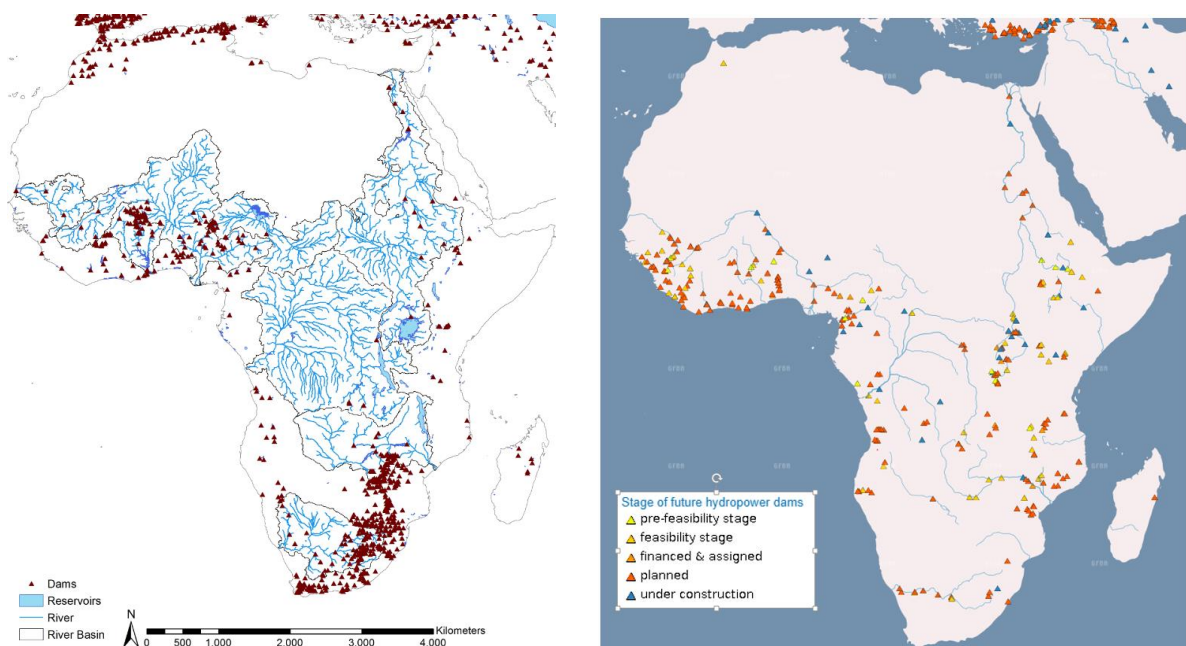 Dams
Reservoirs
River
River Basin
N
Kilometers
0 500 1.000 2.000 3.000 4.000
Stage of future hydropower dams
pre-feasibility stage
feasibility stage
financed & assigned
planned
under construction